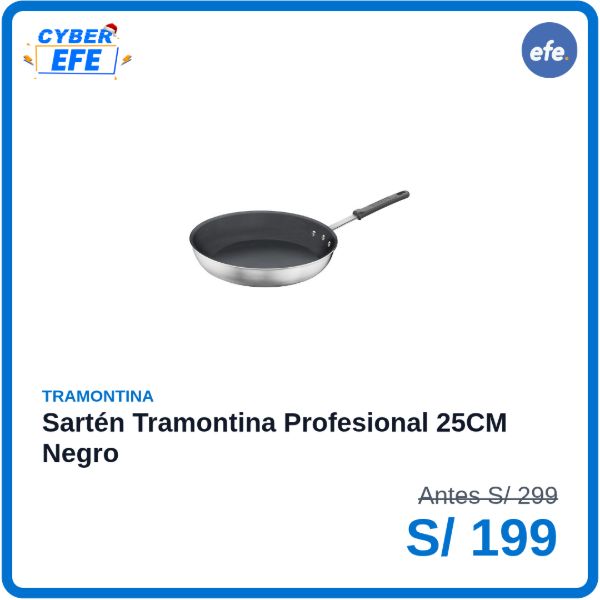 CYBER
EFE
efe.
TRAMONTINA
Sartén Tramontina Profesional 25CM
Negro
Antes S/ 299
S/ 199